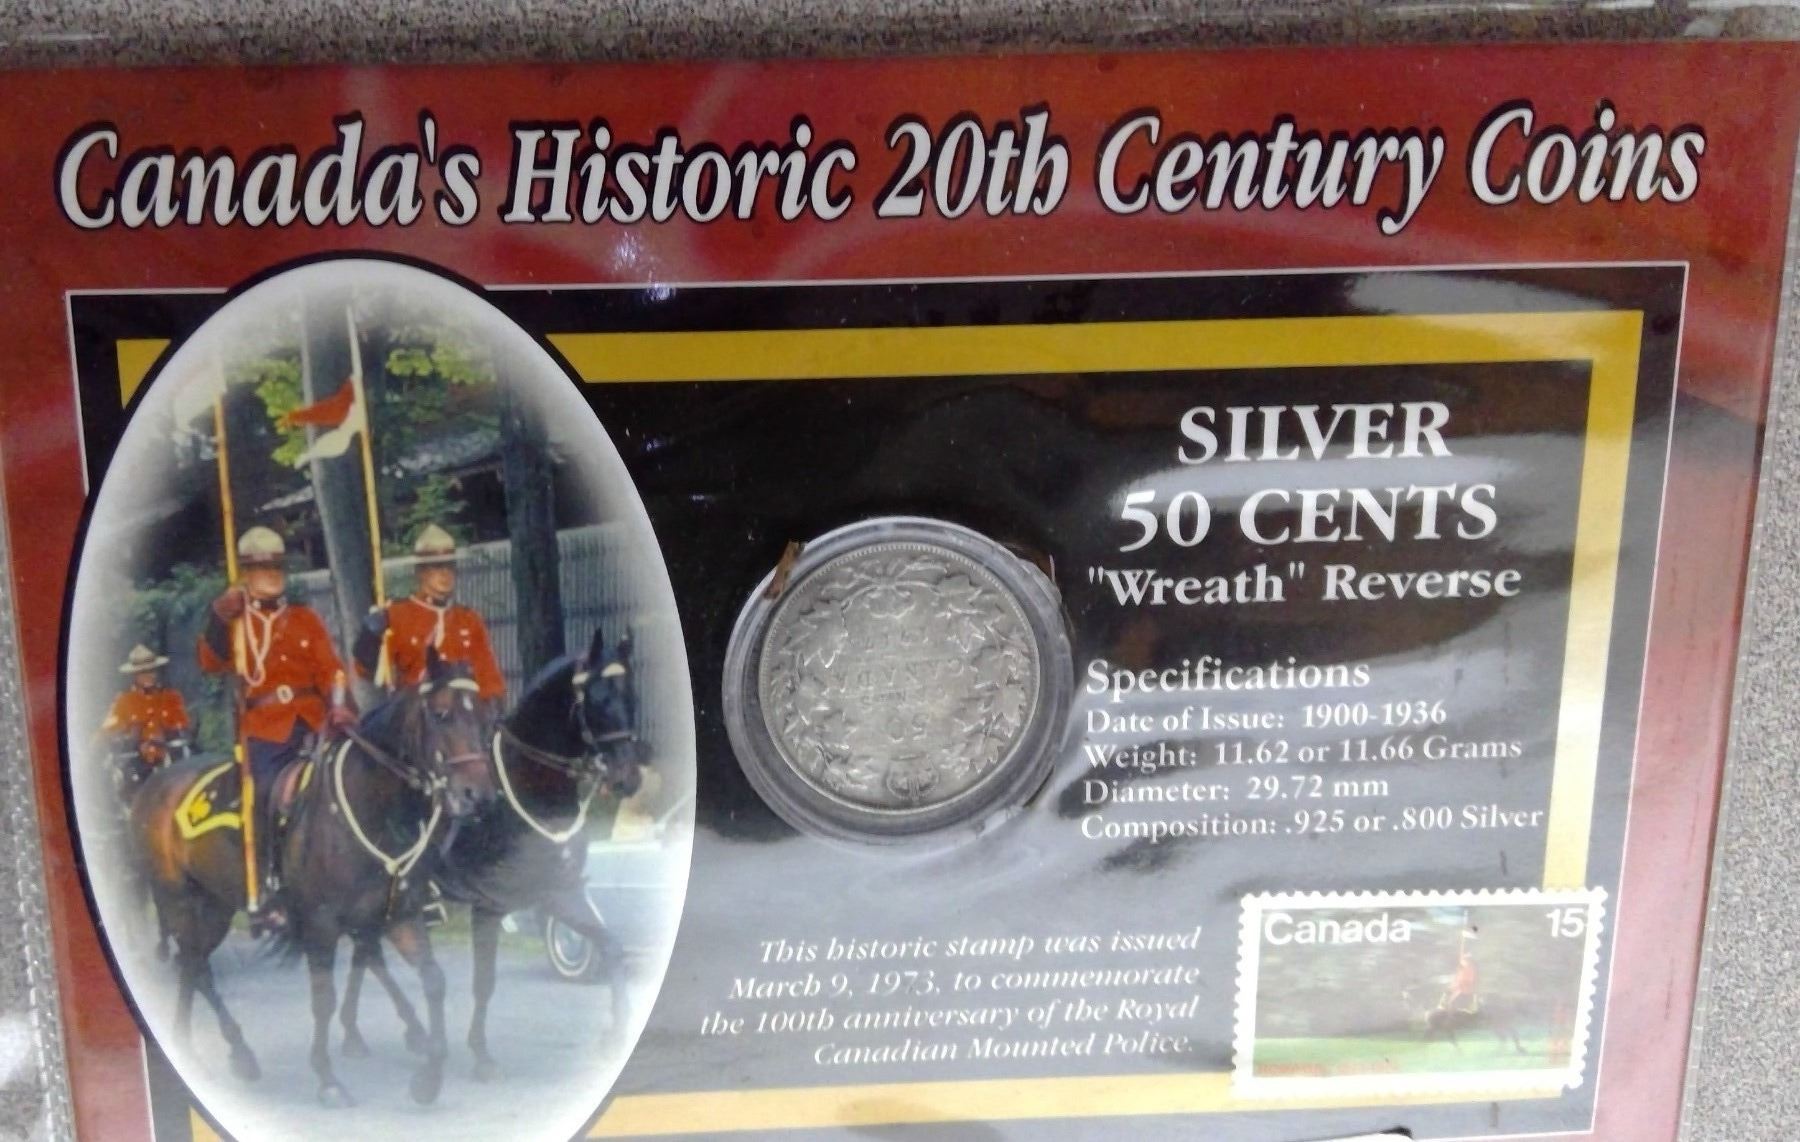 Canada's Historic 20th Century Coins
SILVER
50 CENTS
"Wreath" Reverse
Specifications
Date of Issue: 1900-1936
Weight: 11.62 or 11.66 Grams
Diameter: 29.72 mm
Composition: .925 or .800 Silver
50
CANADA
This historic stamp was issued
March 9, 1973, to commemorate
the 100th anniversary of the Royal
Canadian Mounted Police.
Canada 15